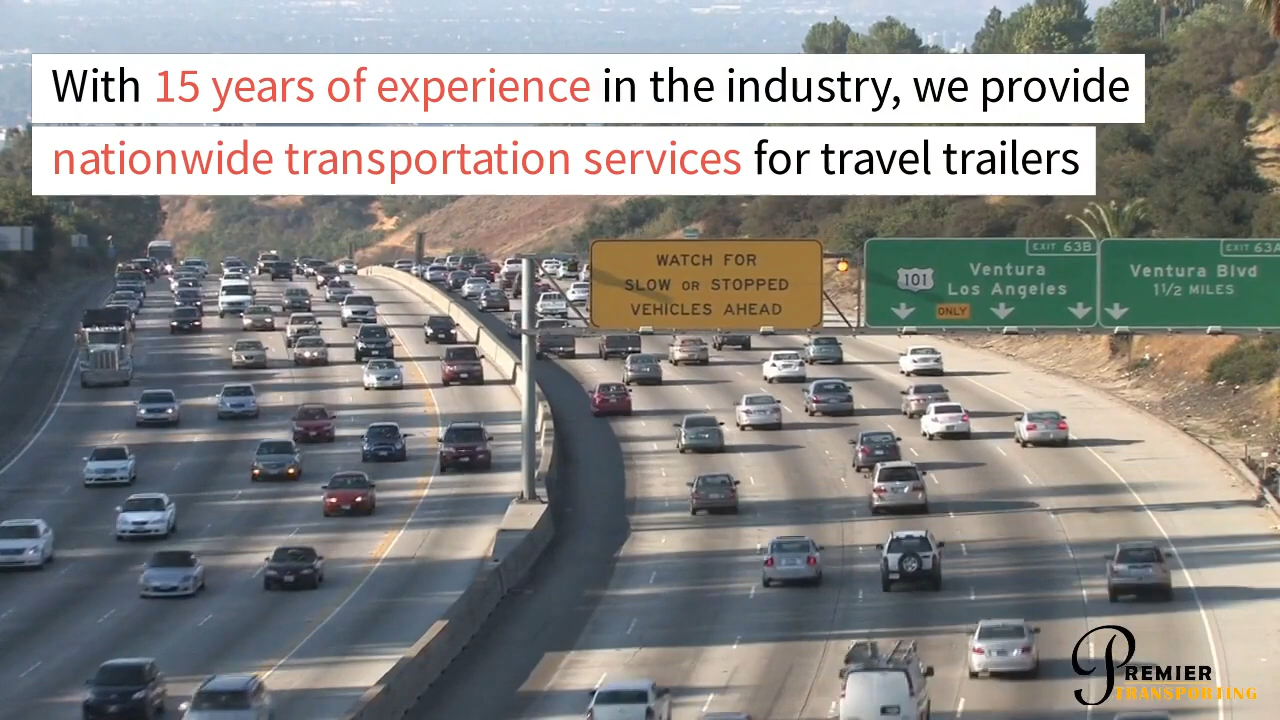 With 15 years of experience in the industry, we provide
nationwide transportation services for travel trailers
WATCH FOR
SLOW OR STOPPED
VEHICLES AHEAD
EXIT 63B
101
Ventura
Los Angeles
ONLY
EXIT 63A
Ventura Blvd
1 1/2 MILES
PREMIER
TRANSPORTING